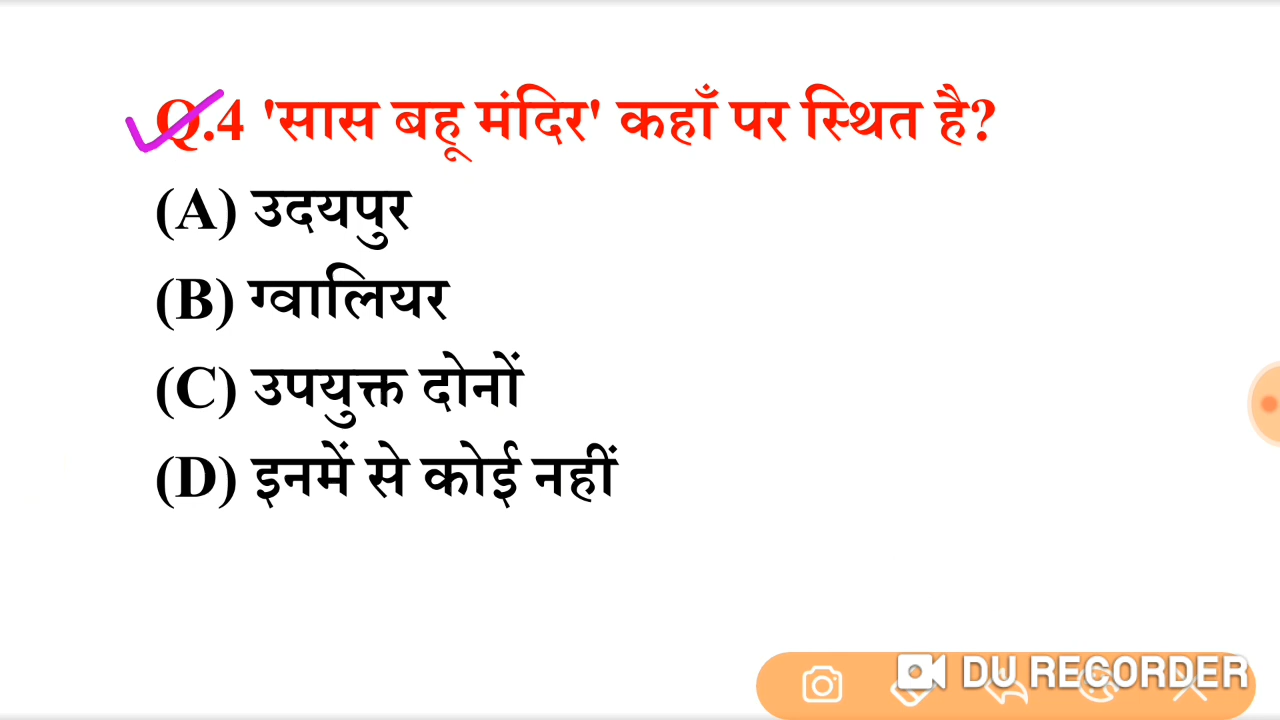 Q.4 'सास बहू मंदिर' कहाँ पर स्थित है?
(A) उदयपुर
(B) ग्वालियर
(C) उपयुक्त दोनों
(D) इनमें से कोई नहीं
DU RECORDER